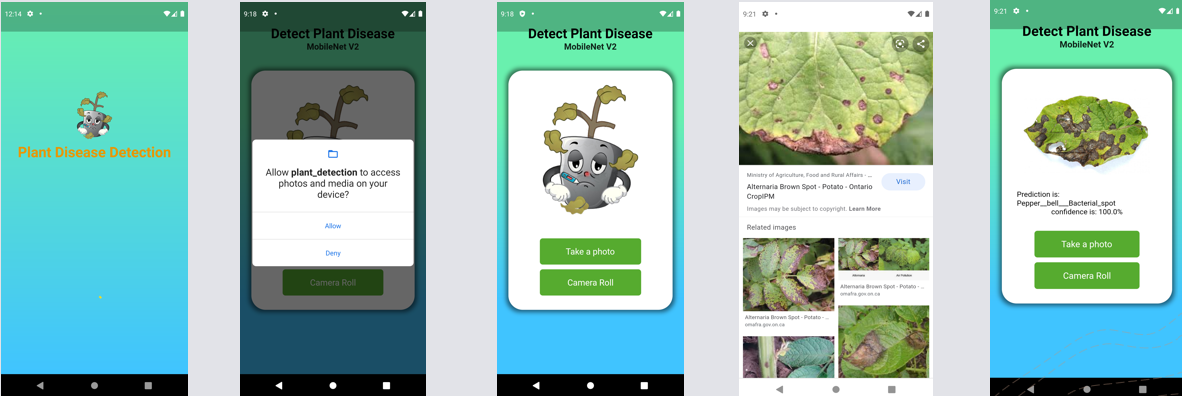 12:14
Plant Disease Detection
9:18
Detect Plant Disease
MobileNet V2
Allow plant_detection to access
photos and media on your
device?
Allow
Deny
Camera Roll
9:18
Detect Plant Disease
MobileNet V2
Take a photo
Camera Roll
9:21
Ministry of Agriculture, Food and Rural Affairs - ...
Alternaria Brown Spot - Potato - Ontario
CropIPM
Visit
Images may be subject to copyright. Learn More
Related images
Alternaria Brown Spot - Potato - ...
omafra.gov.on.ca
Alternaria Brown Spot - Potato - ...
omafra.gov.on.ca
9:21
Detect Plant Disease
MobileNet V2
Prediction is:
Pepper__bell___Bacterial_spot
confidence is: 100.0%
Take a photo
Camera Roll